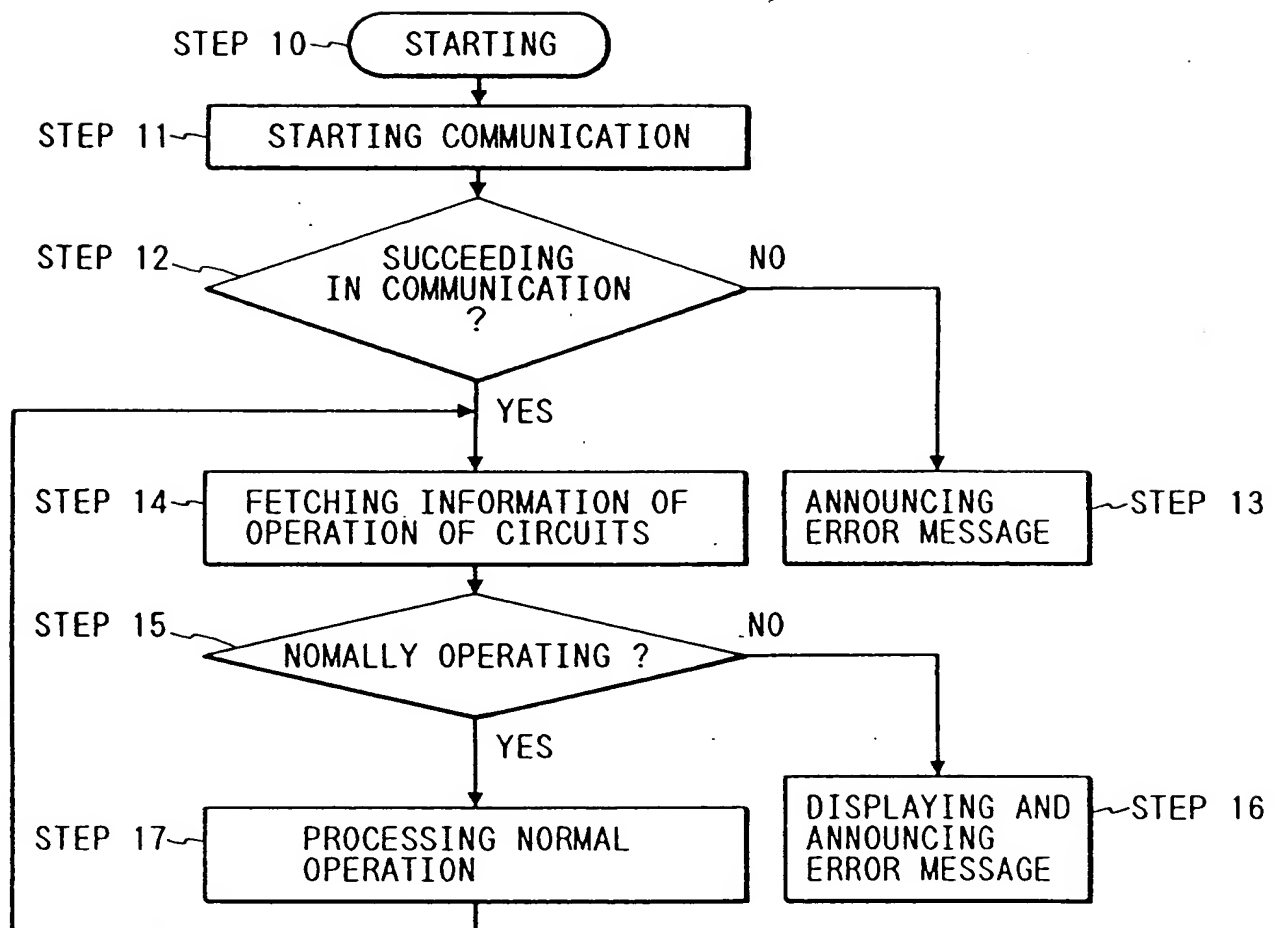 STEP 10
STARTING
STEP 11
STARTING COMMUNICATION
STEP 12
SUCCEEDING
IN COMMUNICATION
?
NO
YES
STEP 14
FETCHING INFORMATION OF
OPERATION OF CIRCUITS
ANNOUNCING
ERROR MESSAGE
STEP 13
STEP 15
NOMALLY OPERATING ?
NO
YES
STEP 17
PROCESSING NORMAL
OPERATION
DISPLAYING AND
ANNOUNCING
ERROR MESSAGE
STEP 16